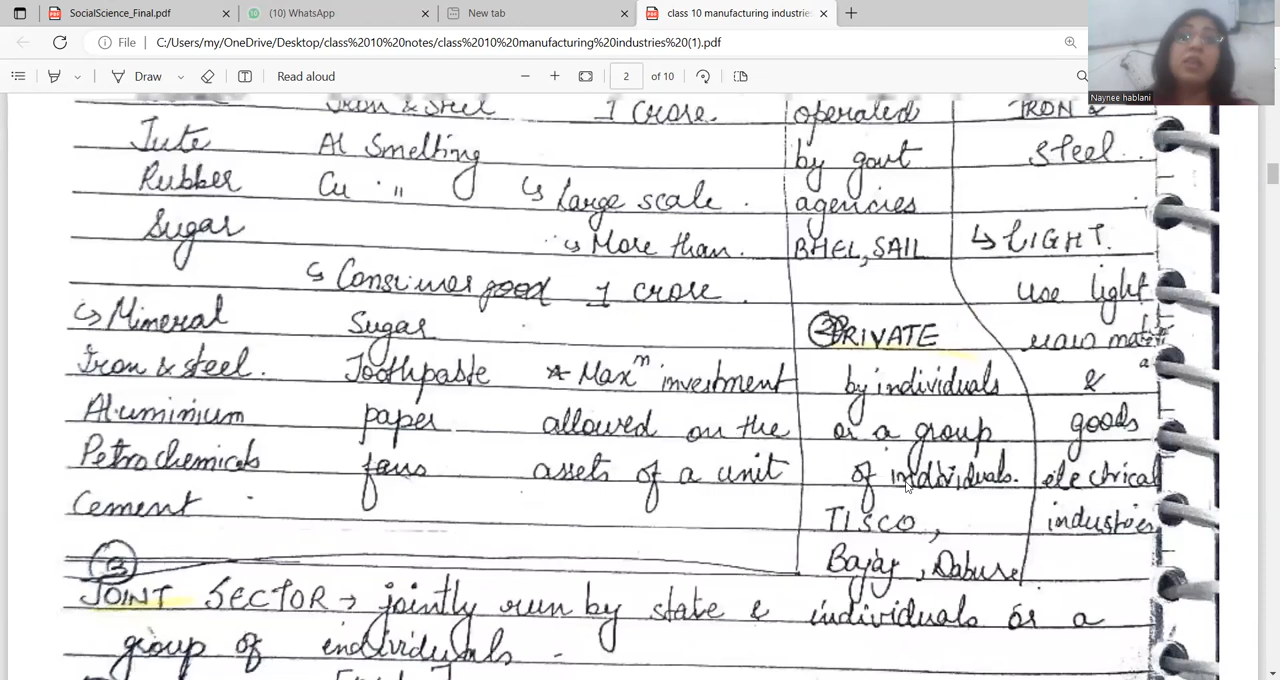 SocialScience_Final.pdf
(10) WhatsApp
New tab
class 10 manufacturing industrie
File
C:/Users/my/OneDrive/Desktop/class%2010%20notes/class%2010%20manufacturing%20industries%20(1).pdf
Draw
Read aloud
2
of 10
Naynee hablani
Iron & Steel 1 Crore operated IRON &
Jute Al Smelting by govt Steel.
Rubber Cu " ↳ Large scale. agencies
Sugar ↳ More than. BHEL, SAIL ↳ LIGHT.
↳ Consumer good 1 crore. use light
↳ Mineral Sugar ② PRIVATE raw mate
Iron & steel. Toothpaste * Maxm investment by individuals &
Aluminium paper allowed on the or a group goods
Petrochemicals fans assets of a unit of individuals. electrical
Cement TISCO, industries
Bajaj, Daburel
③
JOINT SECTOR → jointly run by state & individuals or a
group of individuals.